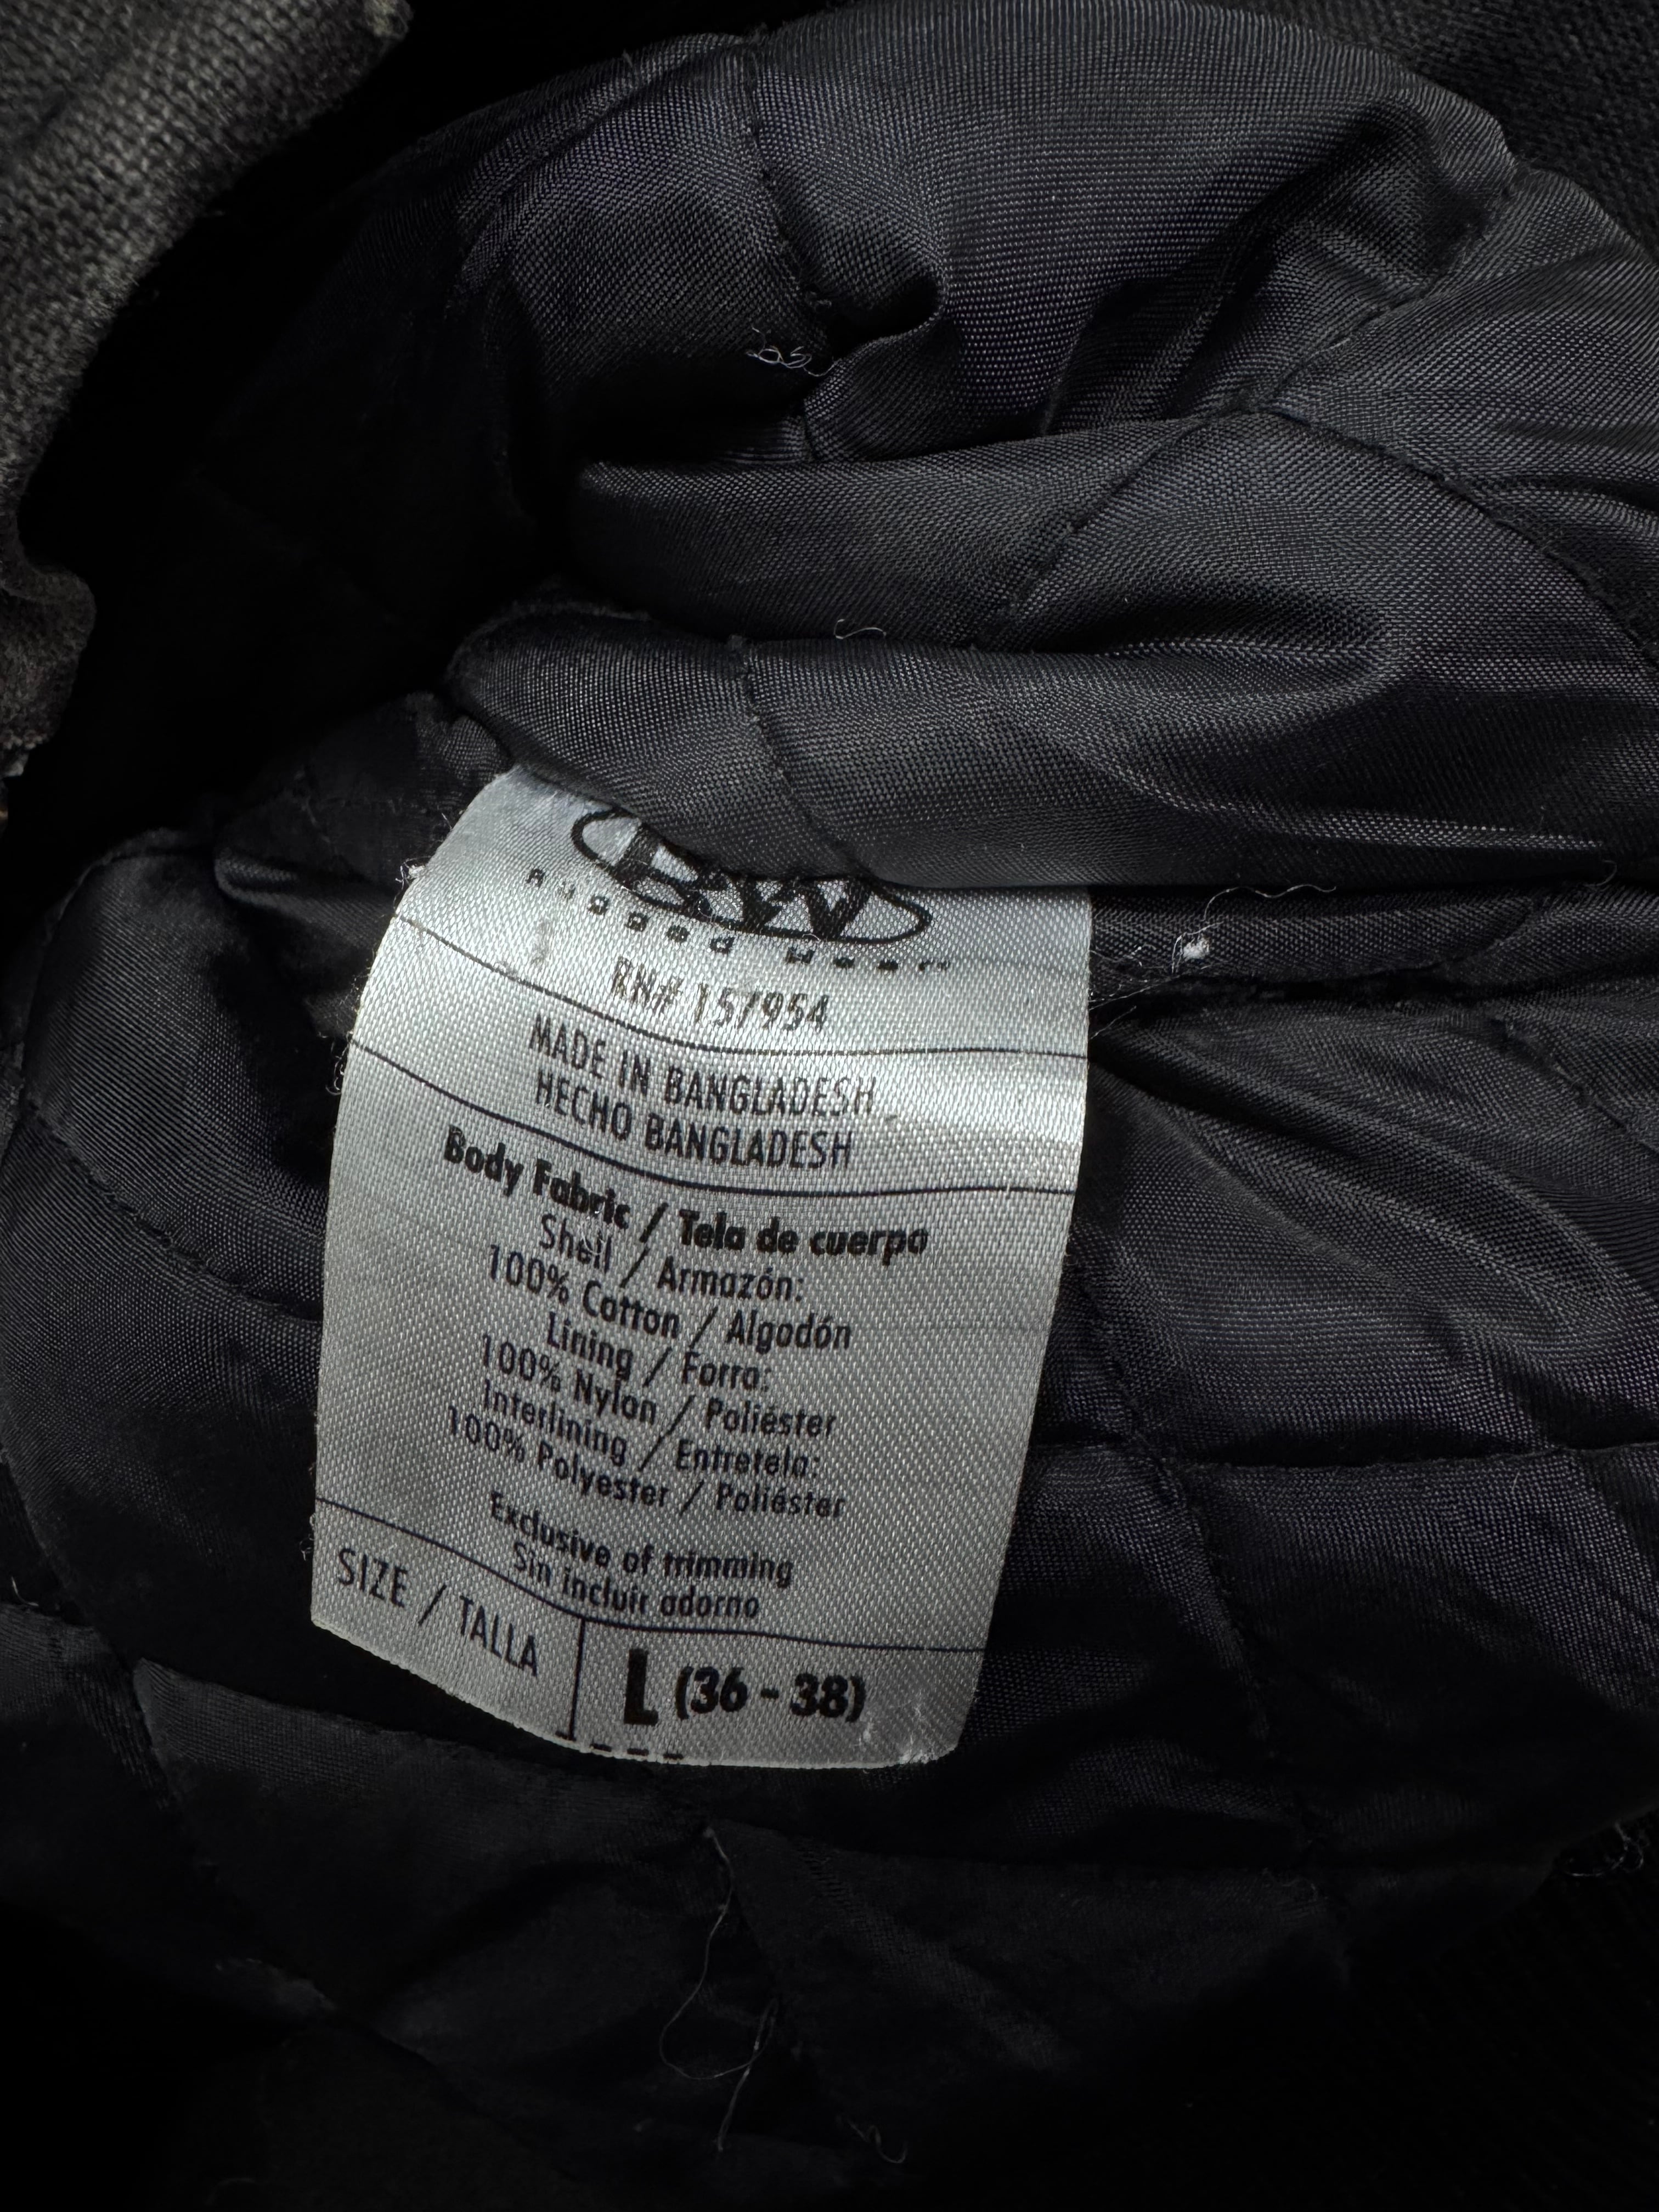 RW
Rugged Wear™
RN# 157954
MADE IN BANGLADESH
HECHO BANGLADESH
Body Fabric / Tela de cuerpo
Shell / Armazón:
100% Cotton / Algodón
Lining / Forro:
100% Nylon / Poliéster
Interlining / Entretela:
100% Polyester / Poliéster
Exclusive of trimming
Sin incluir adorno
SIZE / TALLA
L (36 - 38)